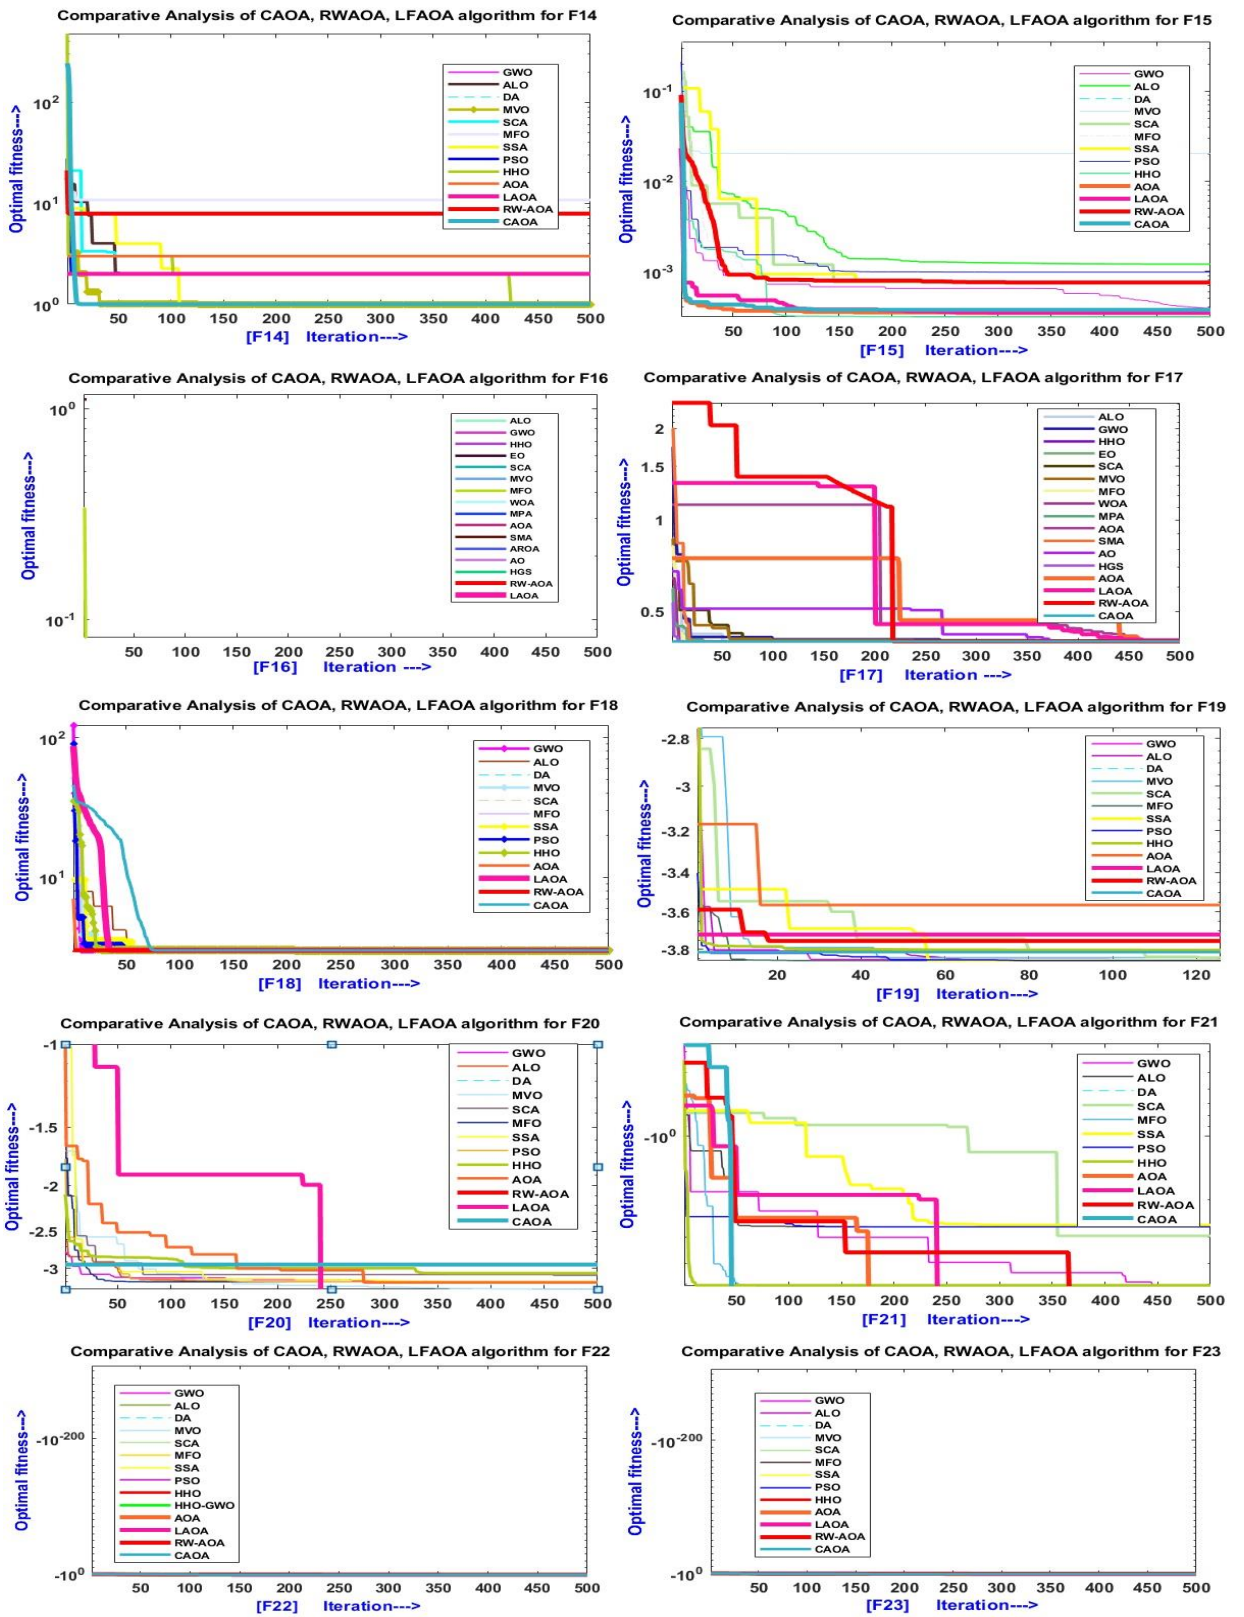 Comparative Analysis of CAOA, RWAOA, LFAOA algorithm for F14
Optimal fitness--->
10^2
10^1
10^0
GWO
ALO
DA
MVO
SCA
MFO
SSA
PSO
HHO
AOA
LAOA
RW-AOA
CAOA
50 100 150 200 250 300 350 400 450 500
[F14] Iteration--->
Comparative Analysis of CAOA, RWAOA, LFAOA algorithm for F15
Optimal fitness--->
10^-1
10^-2
10^-3
GWO
ALO
DA
MVO
SCA
MFO
SSA
PSO
HHO
AOA
LAOA
RW-AOA
CAOA
50 100 150 200 250 300 350 400 450 500
[F15] Iteration--->
Comparative Analysis of CAOA, RWAOA, LFAOA algorithm for F16
Optimal fitness--->
10^0
10^-1
ALO
GWO
HHO
EO
SCA
MVO
MFO
WOA
MPA
AOA
SMA
AROA
AO
HGS
RW-AOA
LAOA
50 100 150 200 250 300 350 400 450 500
[F16] Iteration --->
Comparative Analysis of CAOA, RWAOA, LFAOA algorithm for F17
Optimal fitness--->
2
1.5
1
0.5
ALO
GWO
HHO
EO
SCA
MVO
MFO
WOA
MPA
AOA
SMA
AO
HGS
AOA
LAOA
RW-AOA
CAOA
50 100 150 200 250 300 350 400 450 500
[F17] Iteration --->
Comparative Analysis of CAOA, RWAOA, LFAOA algorithm for F18
Optimal fitness--->
10^2
10^1
GWO
ALO
DA
MVO
SCA
MFO
SSA
PSO
HHO
AOA
LAOA
RW-AOA
CAOA
50 100 150 200 250 300 350 400 450 500
[F18] Iteration--->
Comparative Analysis of CAOA, RWAOA, LFAOA algorithm for F19
Optimal fitness--->
-2.8
-3
-3.2
-3.4
-3.6
-3.8
GWO
ALO
DA
MVO
SCA
MFO
SSA
PSO
HHO
AOA
LAOA
RW-AOA
CAOA
20 40 60 80 100 120
[F19] Iteration--->
Comparative Analysis of CAOA, RWAOA, LFAOA algorithm for F20
Optimal fitness--->
-1
-1.5
-2
-2.5
-3
GWO
ALO
DA
MVO
SCA
MFO
SSA
PSO
HHO
AOA
RW-AOA
LAOA
CAOA
50 100 150 200 250 300 350 400 450 500
[F20] Iteration--->
Comparative Analysis of CAOA, RWAOA, LFAOA algorithm for F21
Optimal fitness--->
-10^0
GWO
ALO
DA
SCA
MFO
SSA
PSO
HHO
AOA
LAOA
RW-AOA
CAOA
50 100 150 200 250 300 350 400 450 500
[F21] Iteration--->
Comparative Analysis of CAOA, RWAOA, LFAOA algorithm for F22
Optimal fitness--->
-10^-200
-10^0
GWO
ALO
DA
MVO
SCA
MFO
SSA
PSO
HHO
HHO-GWO
AOA
LAOA
RW-AOA
CAOA
50 100 150 200 250 300 350 400 450 500
[F22] Iteration--->
Comparative Analysis of CAOA, RWAOA, LFAOA algorithm for F23
Optimal fitness--->
-10^-200
-10^0
GWO
ALO
DA
MVO
SCA
MFO
SSA
PSO
HHO
AOA
LAOA
RW-AOA
CAOA
50 100 150 200 250 300 350 400 450 500
[F23] Iteration--->